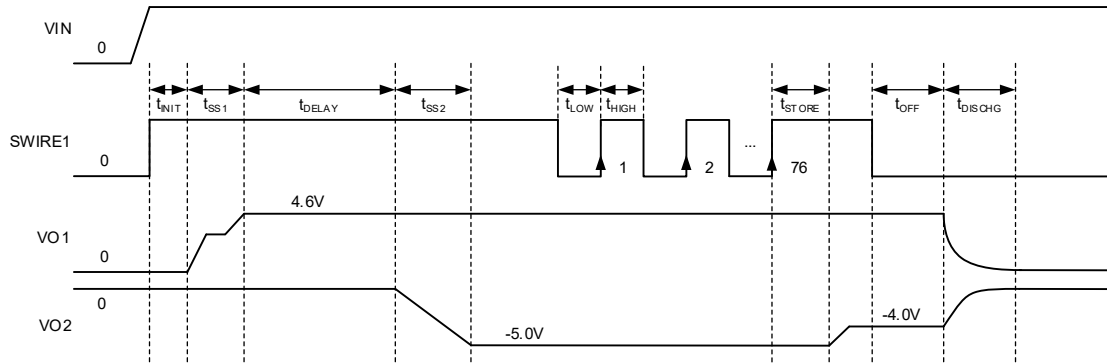 VIN
0
tINIT
tSS1
tDELAY
tSS2
tLOW
tHIGH
tSTORE
tOFF
tDISCHG
SWIRE1
0
1
2
...
76
VO1
0
4.6V
VO2
0
-5.0V
-4.0V